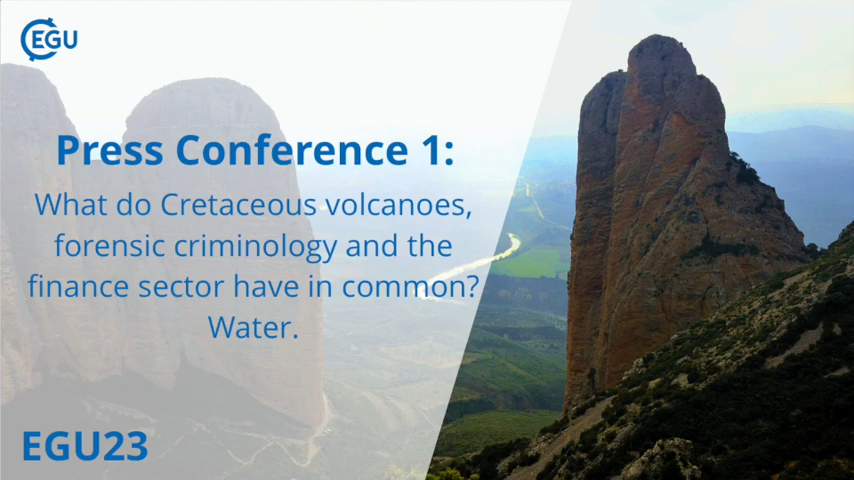 EGU
Press Conference 1:
What do Cretaceous volcanoes,
forensic criminology and the
finance sector have in common?
Water.
EGU23